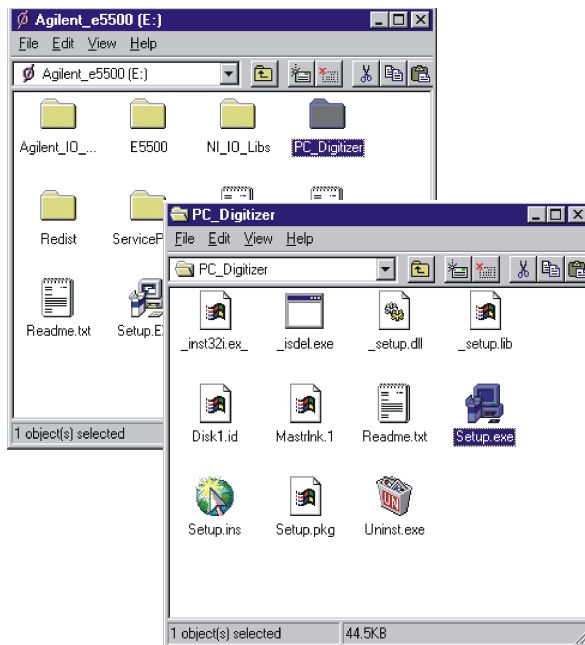 Agilent_e5500 (E:)
File Edit View Help
Agilent_e5500 (E:)
Agilent_IO_... E5500 NI_IO_Libs PC_Digitizer
Redist ServiceP
Readme.txt Setup.E
1 object(s) selected
PC_Digitizer
File Edit View Help
PC_Digitizer
_inst32i.ex_ _isdel.exe _setup.dll _setup.lib
Disk1.id Mastrlnk.1 Readme.txt Setup.exe
Setup.ins Setup.pkg UN Uninst.exe
1 object(s) selected 44.5KB